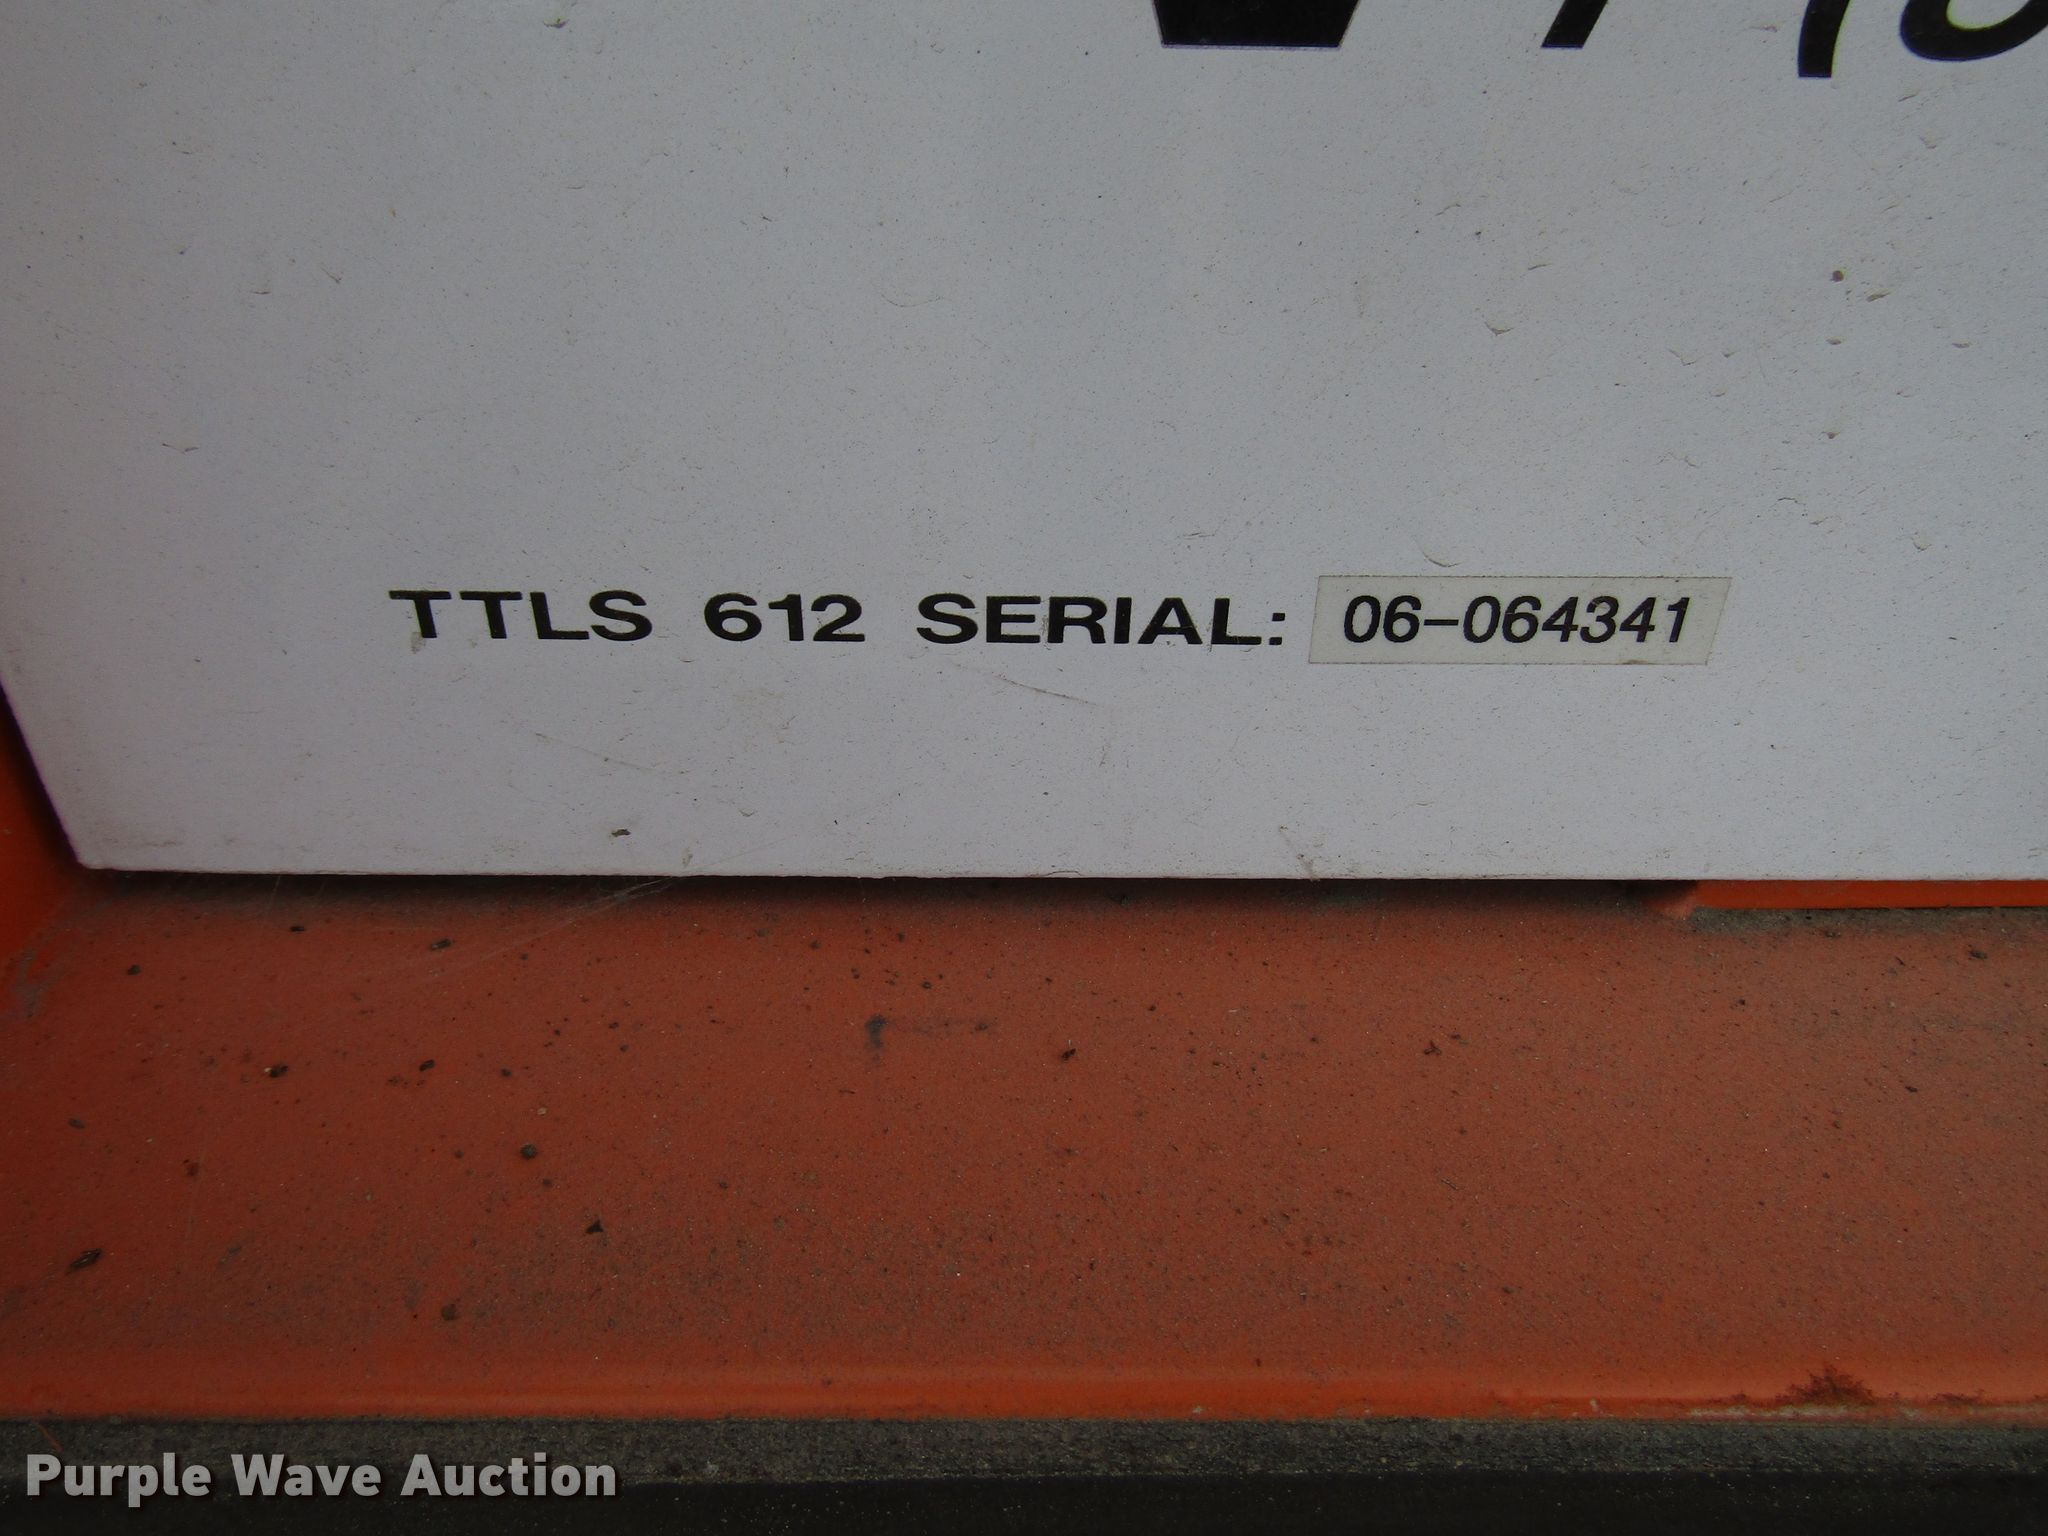 TTLS 612 SERIAL: 06-064341
Purple Wave Auction